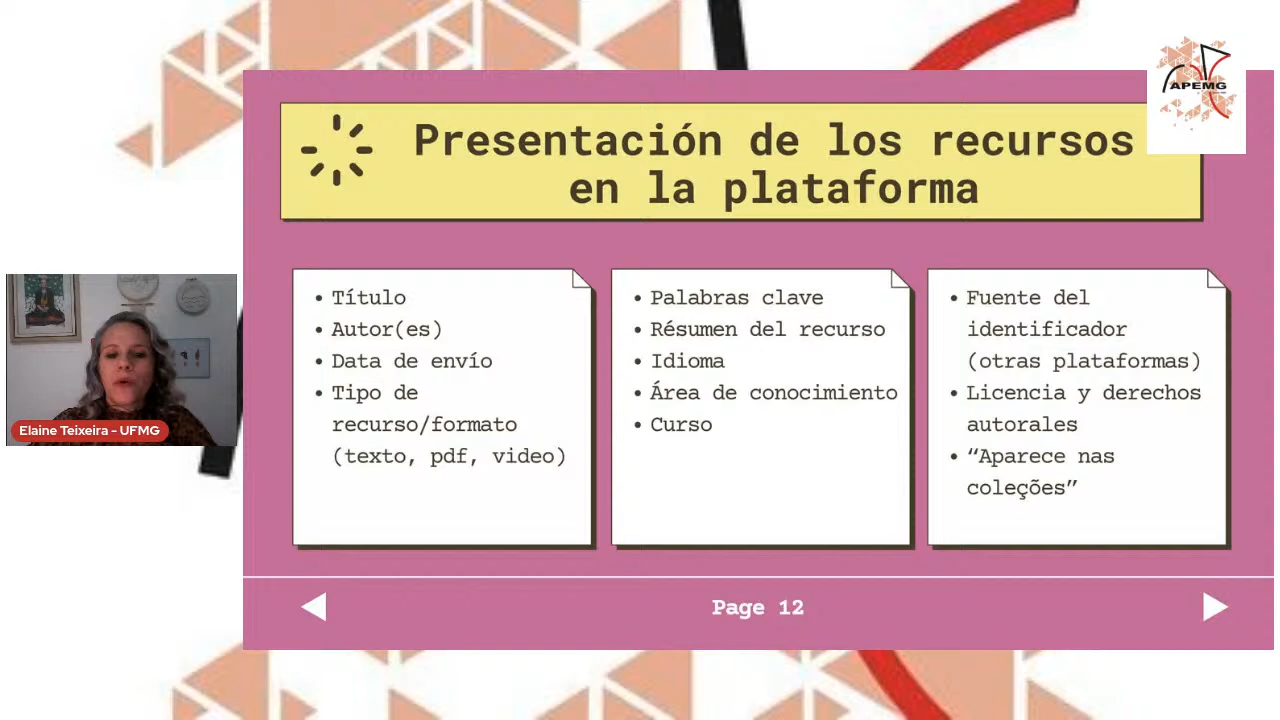 APEMG
Presentación de los recursos
en la plataforma
• Título
• Autor(es)
• Data de envío
• Tipo de
recurso/formato
(texto, pdf, video)
• Palabras clave
• Résumen del recurso
• Idioma
• Área de conocimiento
• Curso
• Fuente del
identificador
(otras plataformas)
• Licencia y derechos
autorales
• “Aparece nas
coleções”
Elaine Teixeira - UFMG
Page 12